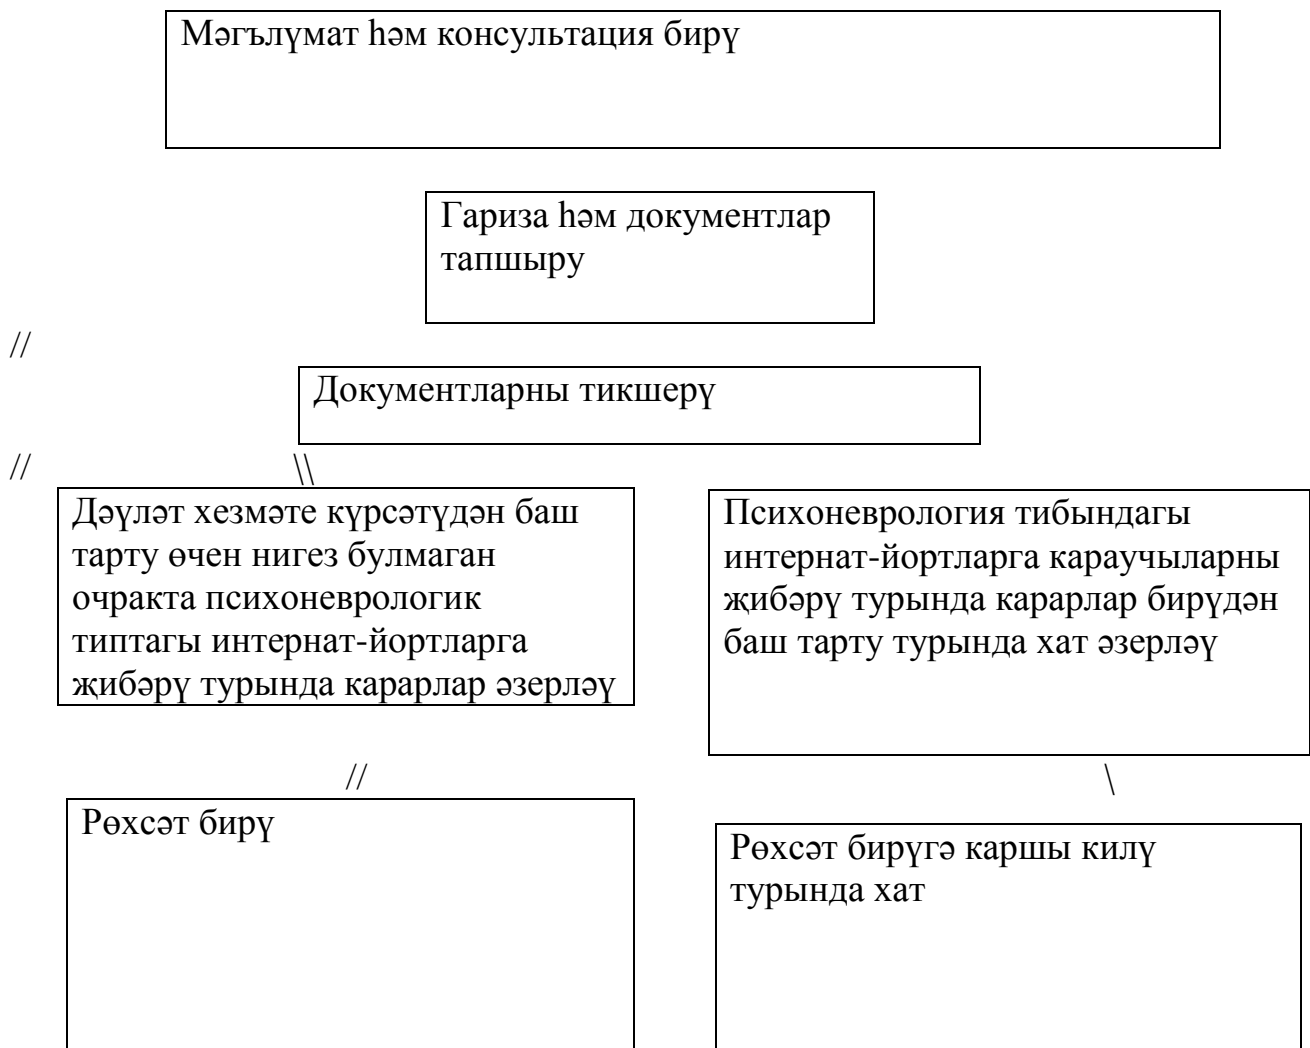 Мәгълүмат һәм консультация бирү
Гариза һәм документлар
тапшыру
//
Документларны тикшерү
// \\
Дәүләт хезмәте күрсәтүдән баш
тарту өчен нигез булмаган
очракта психоневрологик
типтагы интернат-йортларга
җибәрү турында карарлар әзерләү
Психоневрология тибындагы
интернат-йортларга караучыларны
җибәрү турында карарлар бирүдән
баш тарту турында хат әзерләү
// \
Рөхсәт бирү
Рөхсәт бирүгә каршы килү
турында хат